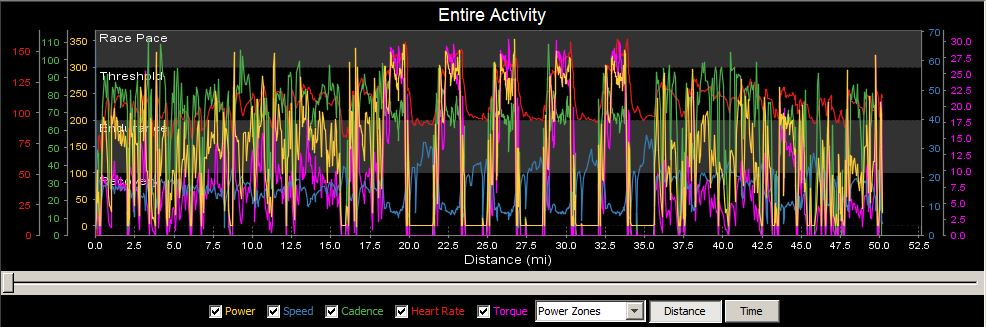 Entire Activity
Race Pace
Threshold
Endurance
Recovery
150 125 100 75 50 25 0
110 100 90 80 70 60 50 40 30 20 10 0
350 300 250 200 150 100 50 0
70 60 50 40 30 20 10 0
30.0 27.5 25.0 22.5 20.0 17.5 15.0 12.5 10.0 7.5 5.0 2.5 0.0
0.0 2.5 5.0 7.5 10.0 12.5 15.0 17.5 20.0 22.5 25.0 27.5 30.0 32.5 35.0 37.5 40.0 42.5 45.0 47.5 50.0 52.5
Distance (mi)
Power Speed Cadence Heart Rate Torque Power Zones Distance Time